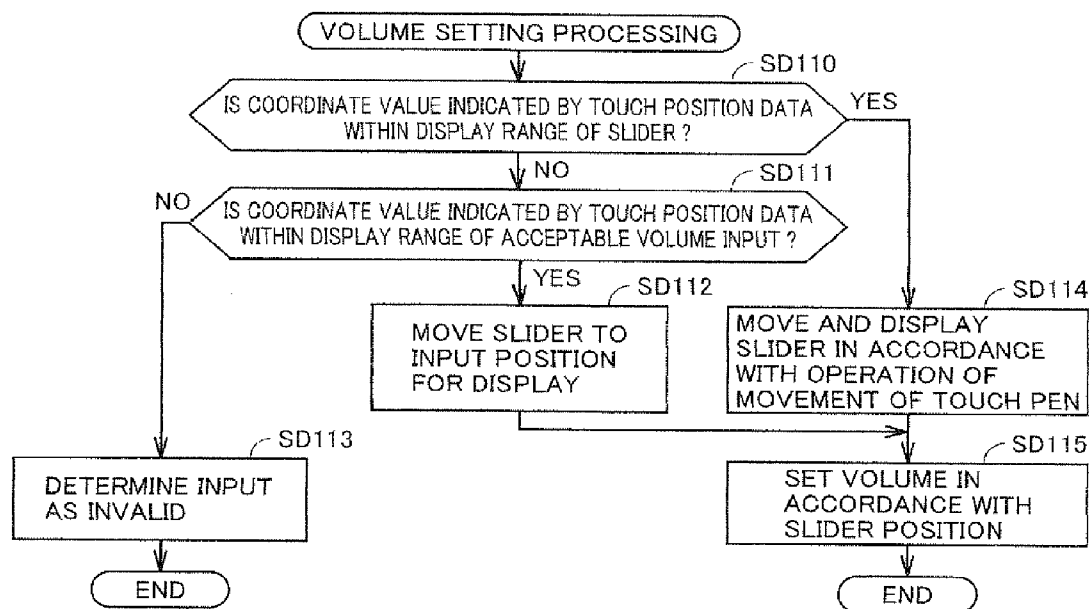 VOLUME SETTING PROCESSING
SD110
IS COORDINATE VALUE INDICATED BY TOUCH POSITION DATA
WITHIN DISPLAY RANGE OF SLIDER ?
YES
NO
SD111
NO
IS COORDINATE VALUE INDICATED BY TOUCH POSITION DATA
WITHIN DISPLAY RANGE OF ACCEPTABLE VOLUME INPUT ?
YES
SD112
MOVE SLIDER TO
INPUT POSITION
FOR DISPLAY
SD114
MOVE AND DISPLAY
SLIDER IN ACCORDANCE
WITH OPERATION OF
MOVEMENT OF TOUCH PEN
SD113
DETERMINE INPUT
AS INVALID
SD115
SET VOLUME IN
ACCORDANCE WITH
SLIDER POSITION
END
END